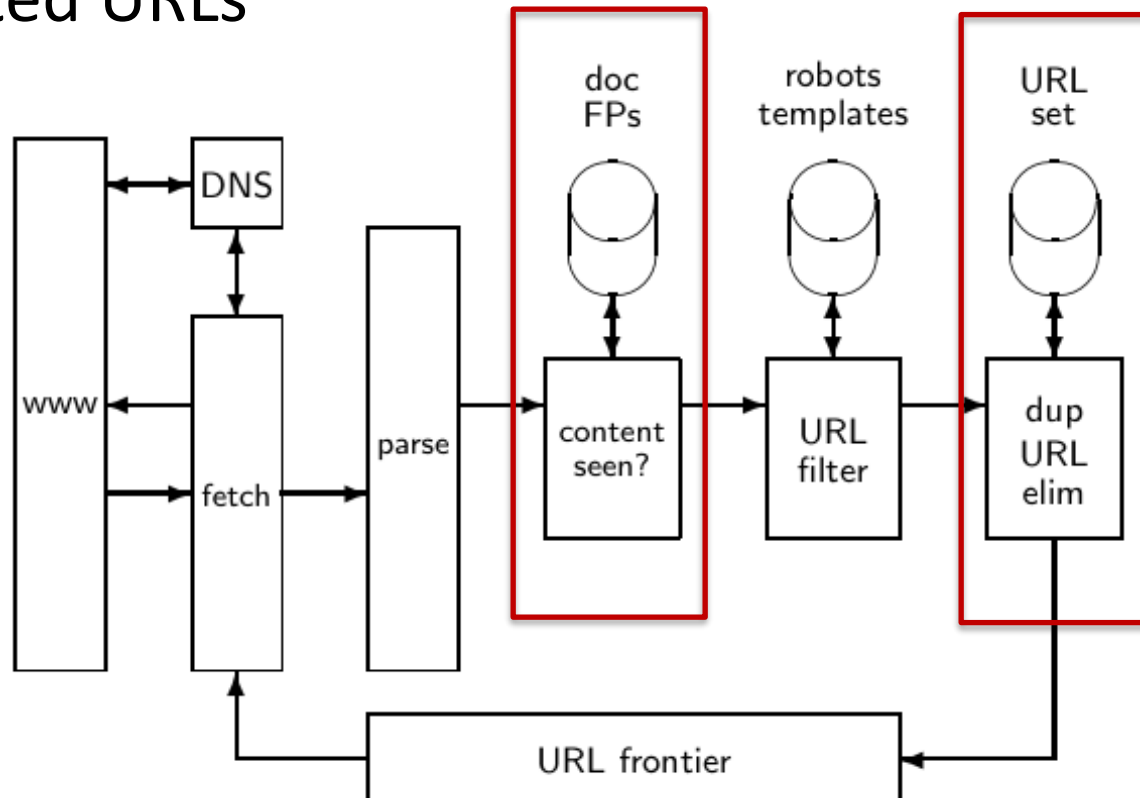 URLs
doc
FPs
robots
templates
URL
set
DNS
www
fetch
parse
content
seen?
URL
filter
dup
URL
elim
URL frontier